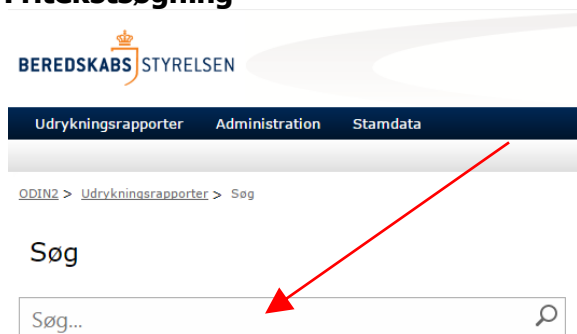 Fritekstsøgning
BEREDSKABS STYRELSEN
Udrykningsrapporter Administration Stamdata
ODIN2 > Udrykningsrapporter > Søg
Søg
Søg...